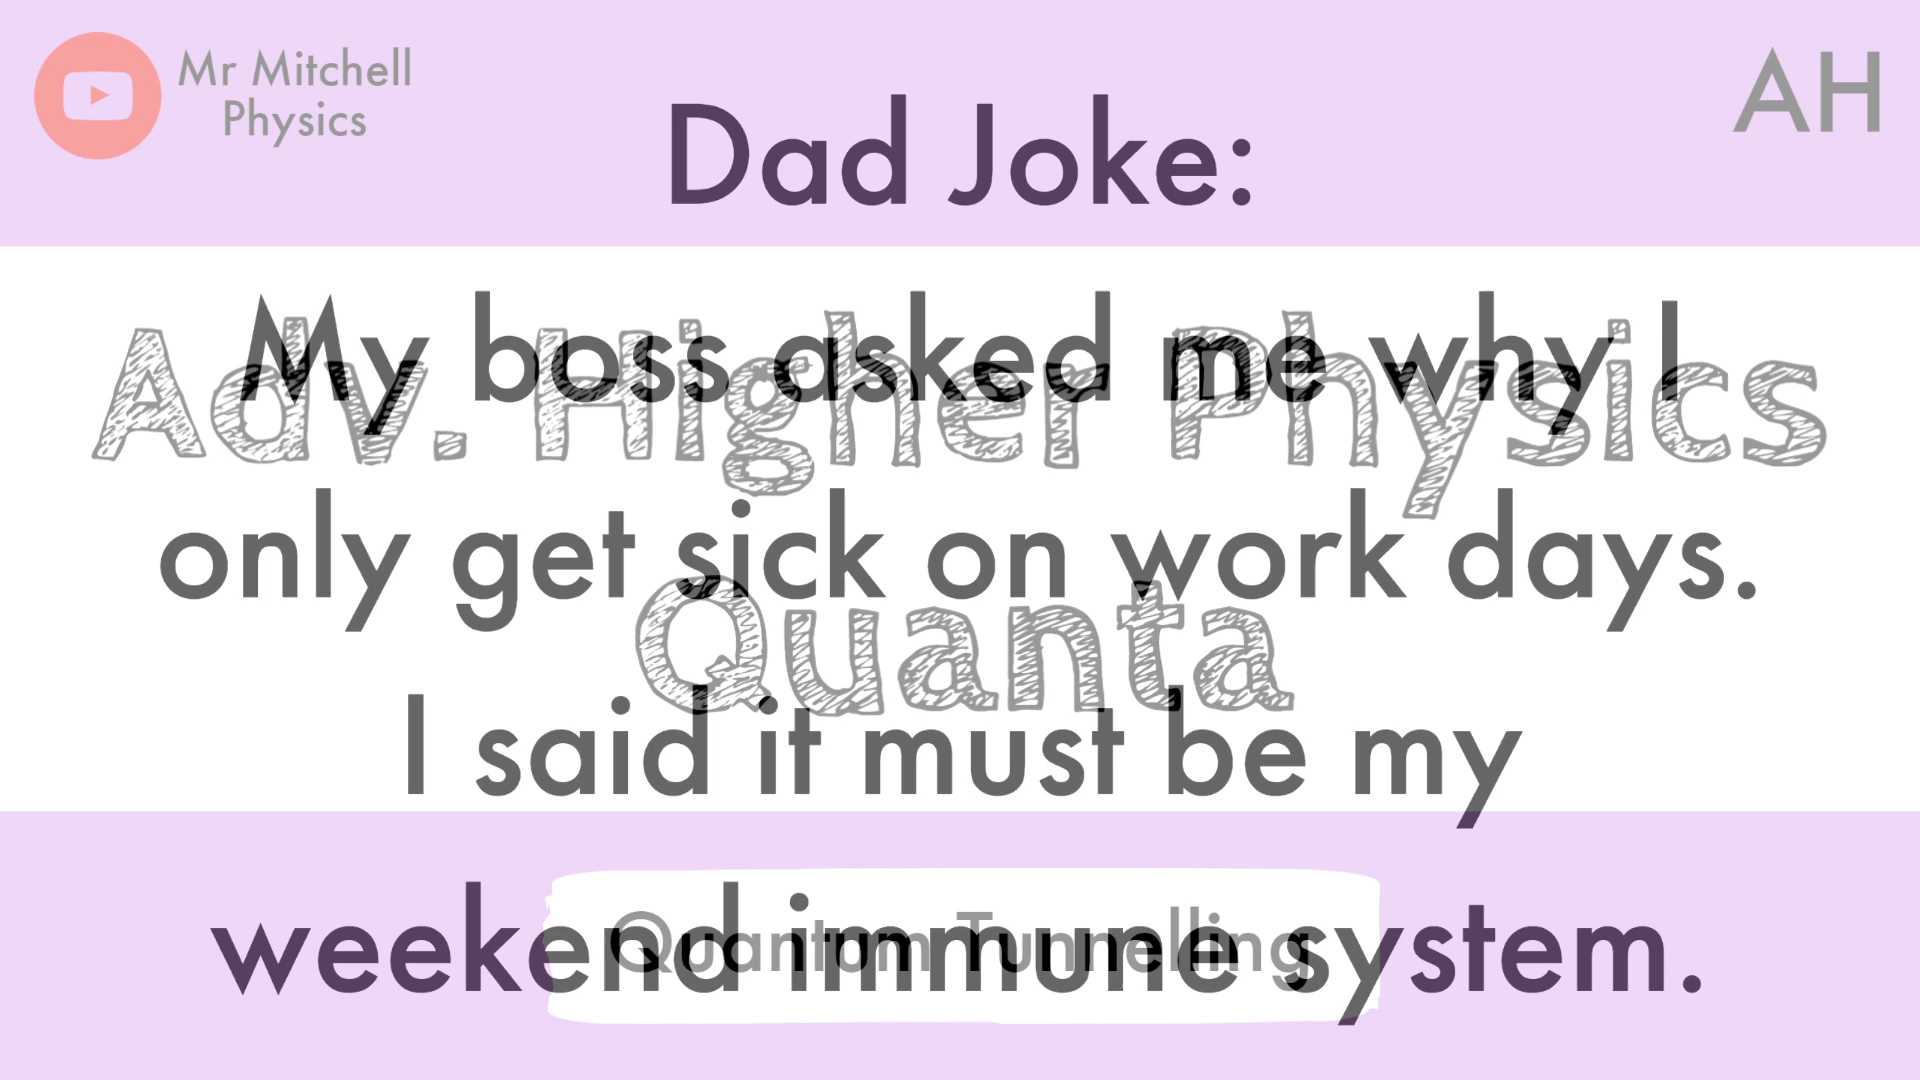 Mr Mitchell
Physics
AH
Dad Joke:
My boss asked me why I
only get sick on work days.
I said it must be my
weekend immune system.
Adv. Higher Physics
Quanta
Quantum Tunnelling